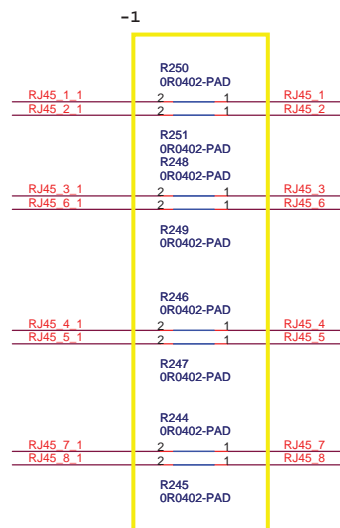 -1
R250
0R0402-PAD
RJ45_1_1 2 1 RJ45_1
RJ45_2_1 2 1 RJ45_2
R251
0R0402-PAD
R248
0R0402-PAD
RJ45_3_1 2 1 RJ45_3
RJ45_6_1 2 1 RJ45_6
R249
0R0402-PAD
R246
0R0402-PAD
RJ45_4_1 2 1 RJ45_4
RJ45_5_1 2 1 RJ45_5
R247
0R0402-PAD
R244
0R0402-PAD
RJ45_7_1 2 1 RJ45_7
RJ45_8_1 2 1 RJ45_8
R245
0R0402-PAD